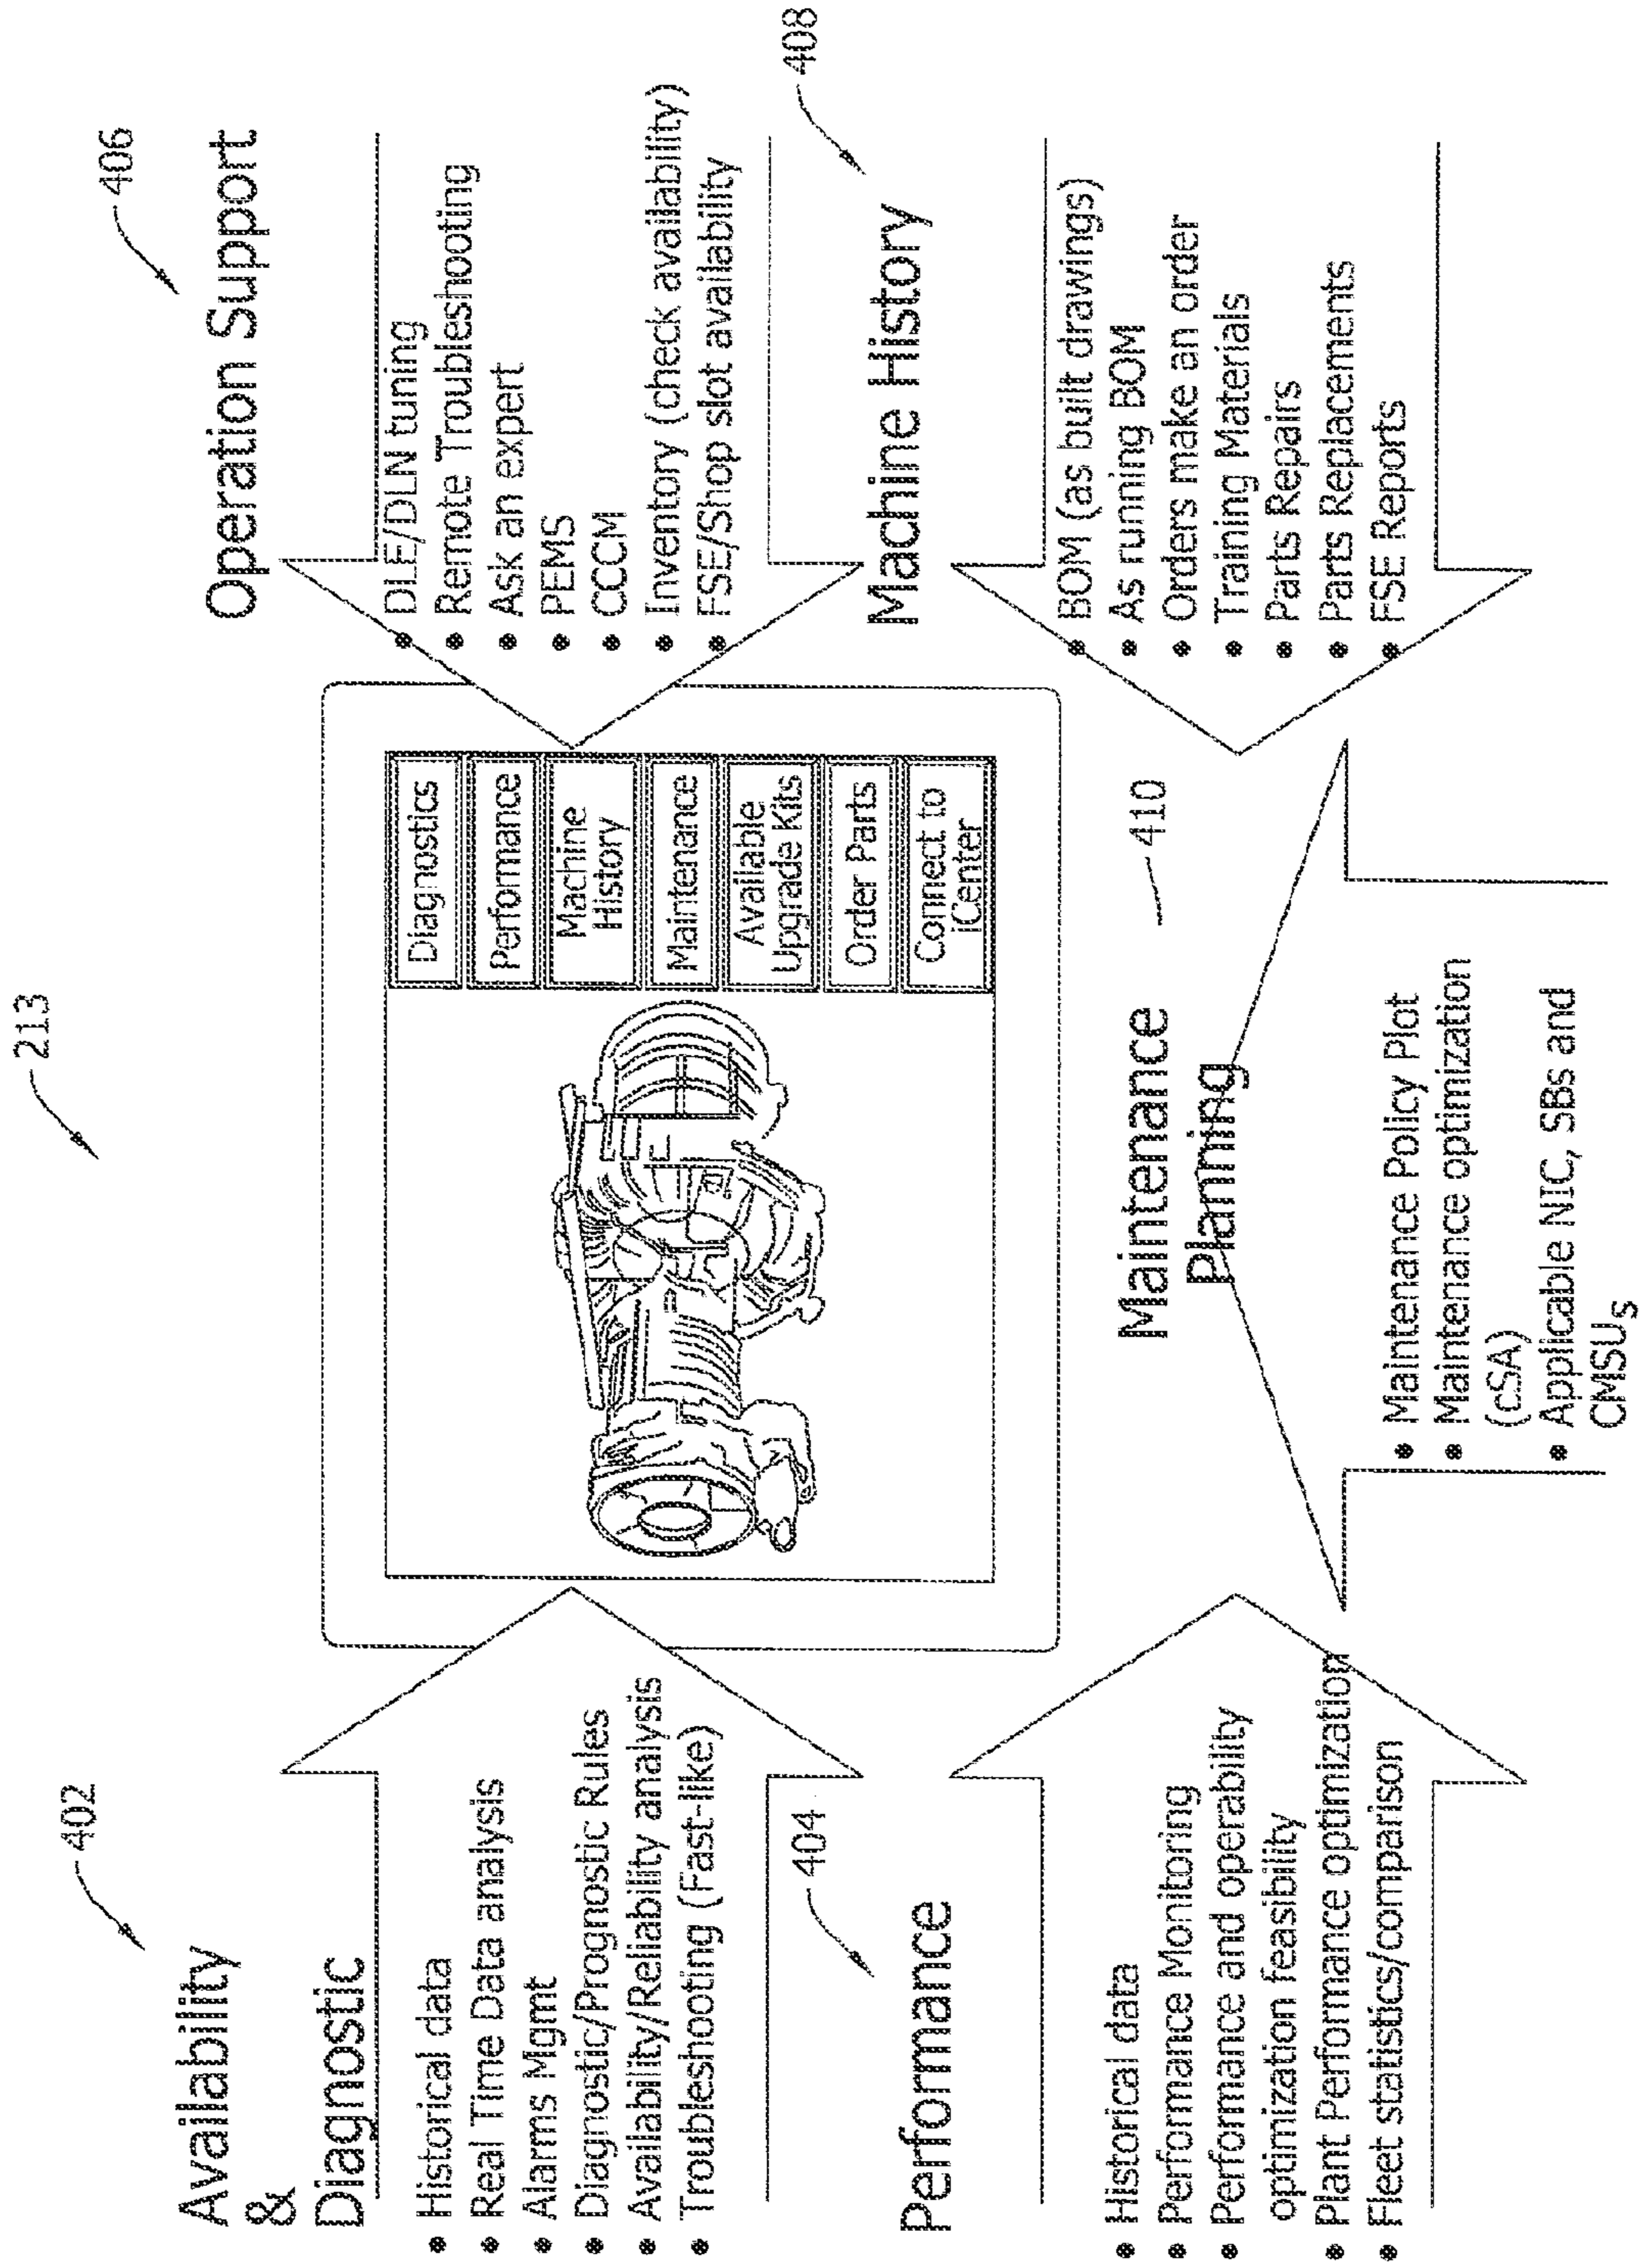 213
402
Availability
&
Diagnostic
• Historical data
• Real Time Data analysis
• Alarms Mgmt
• Diagnostic/Prognostic Rules
• Availability/Reliability analysis
• Troubleshooting (Fast-like)
404
Performance
• Historical data
• Performance Monitoring
• Performance and operability
optimization feasibility
• Plant Performance optimization
• Fleet statistics/comparison
Diagnostics
Performance
Machine
History
Maintenance
Available
Upgrade Kits
Order Parts
Connect to
iCenter
410
Maintenance
Planning
• Maintenance Policy Plot
• Maintenance optimization
(cSA)
• Applicable NIC, SBs and
CMSUs
406
Operation Support
• DLE/DLN tuning
• Remote Troubleshooting
• Ask an expert
• PEMS
• CCCM
• Inventory (check availability)
• FSE/Shop slot availability
408
Machine History
• BOM (as built drawings)
• As running BOM
• Orders make an order
• Training Materials
• Parts Repairs
• Parts Replacements
• FSE Reports